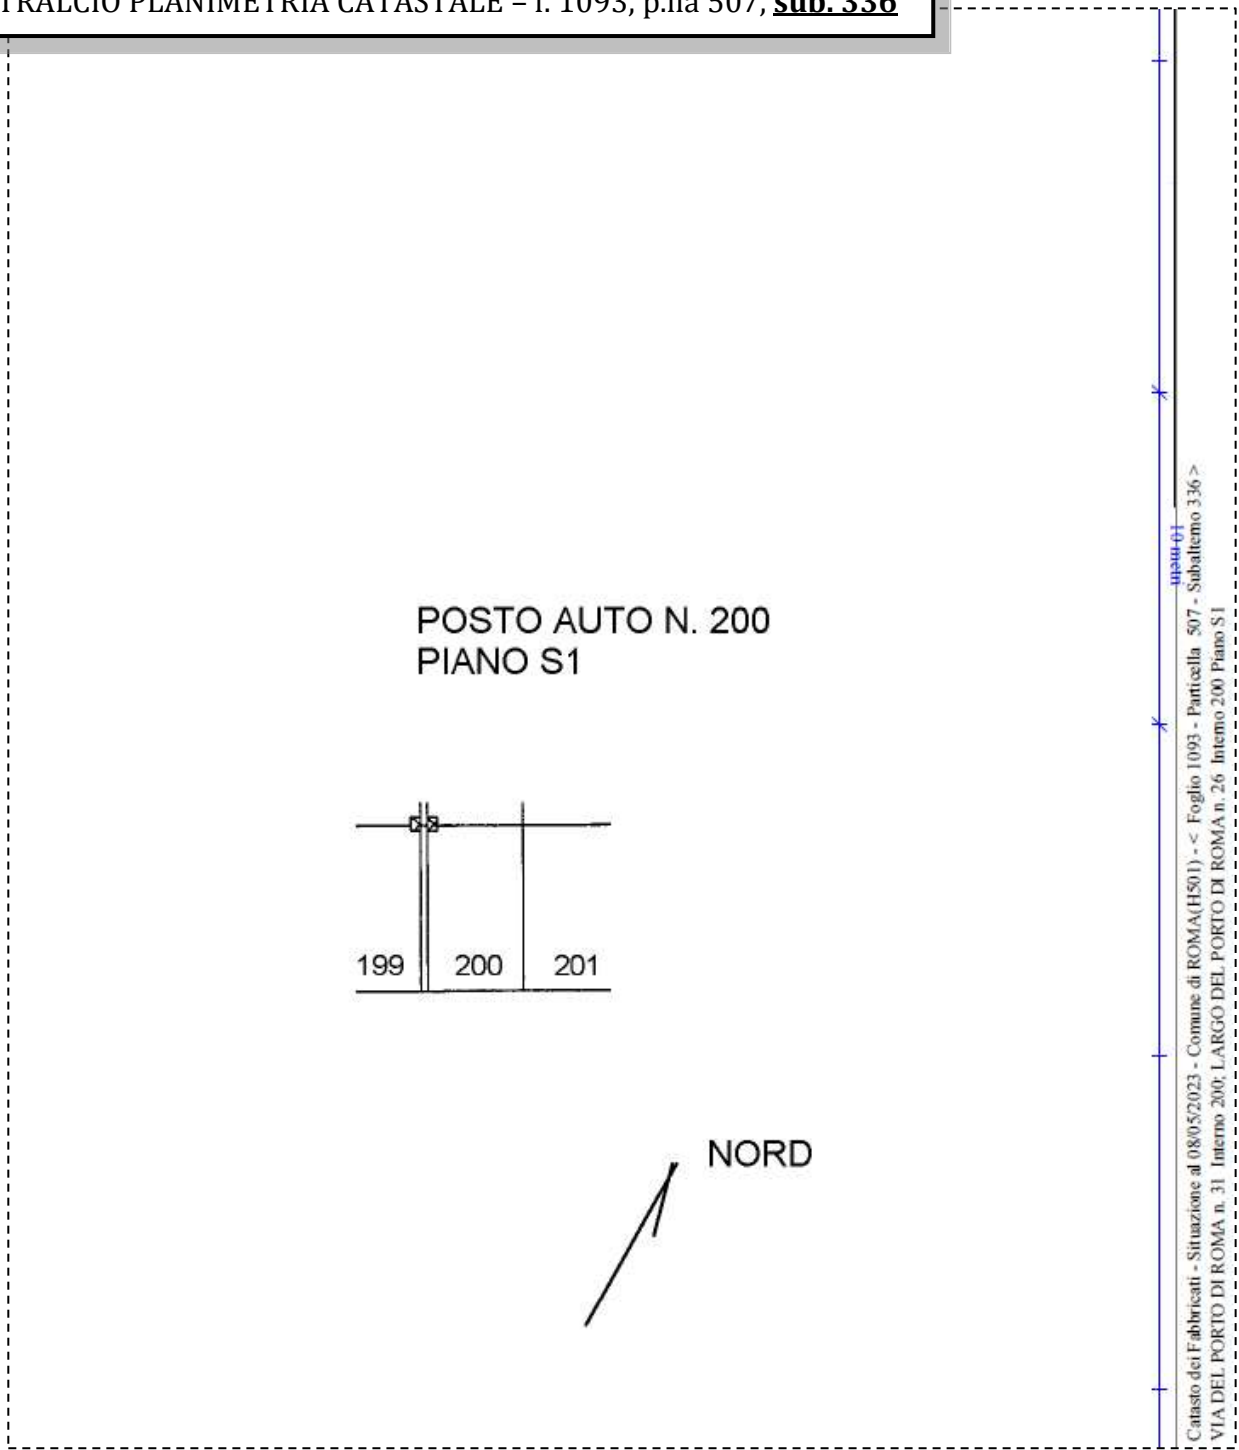 TRALCIO PLANIMETRIA CATASTALE – f. 1093, p.lla 507, sub. 336
POSTO AUTO N. 200
PIANO S1
199 200 201
NORD
10 metri
Catasto dei Fabbricati - Situazione al 08/05/2023 - Comune di ROMA(H501) - < Foglio 1093 - Particella 507 - Subalterno 336 >
VIA DEL PORTO DI ROMA n. 31 Interno 200; LARGO DEL PORTO DI ROMA n. 26 Interno 200 Piano S1